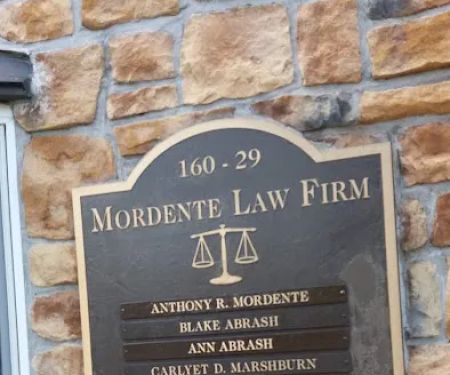 160 - 29
MORDENTE LAW FIRM
ANTHONY R. MORDENTE
BLAKE ABRASH
ANN ABRASH
CARLYET D. MARSHBURN